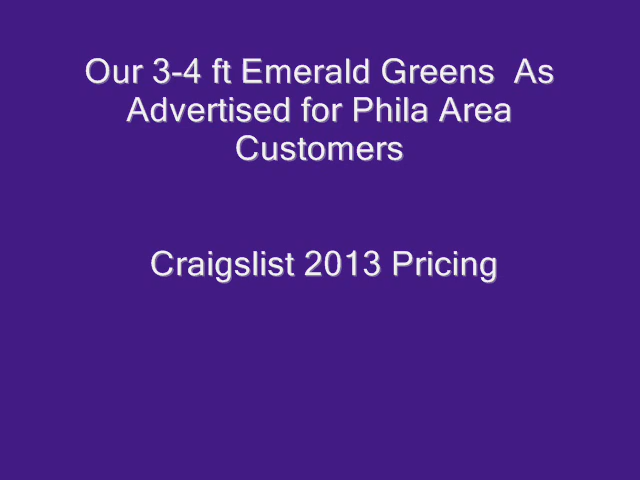 Our 3-4 ft Emerald Greens  As
Advertised for Phila Area
Customers
Craigslist 2013 Pricing